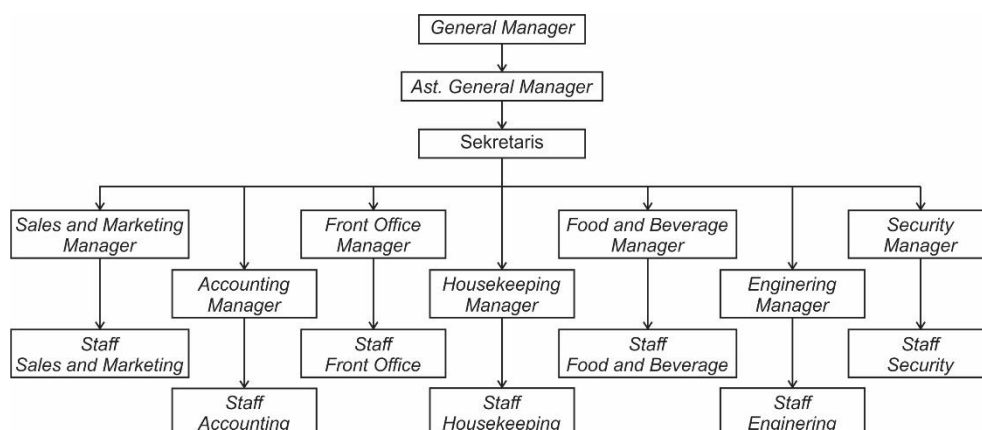 General Manager
Ast. General Manager
Sekretaris
Sales and Marketing
Manager
Front Office
Manager
Food and Beverage
Manager
Security
Manager
Accounting
Manager
Housekeeping
Manager
Enginering
Manager
Staff
Sales and Marketing
Staff
Front Office
Staff
Food and Beverage
Staff
Security
Staff
Accounting
Staff
Housekeeping
Staff
Enginering